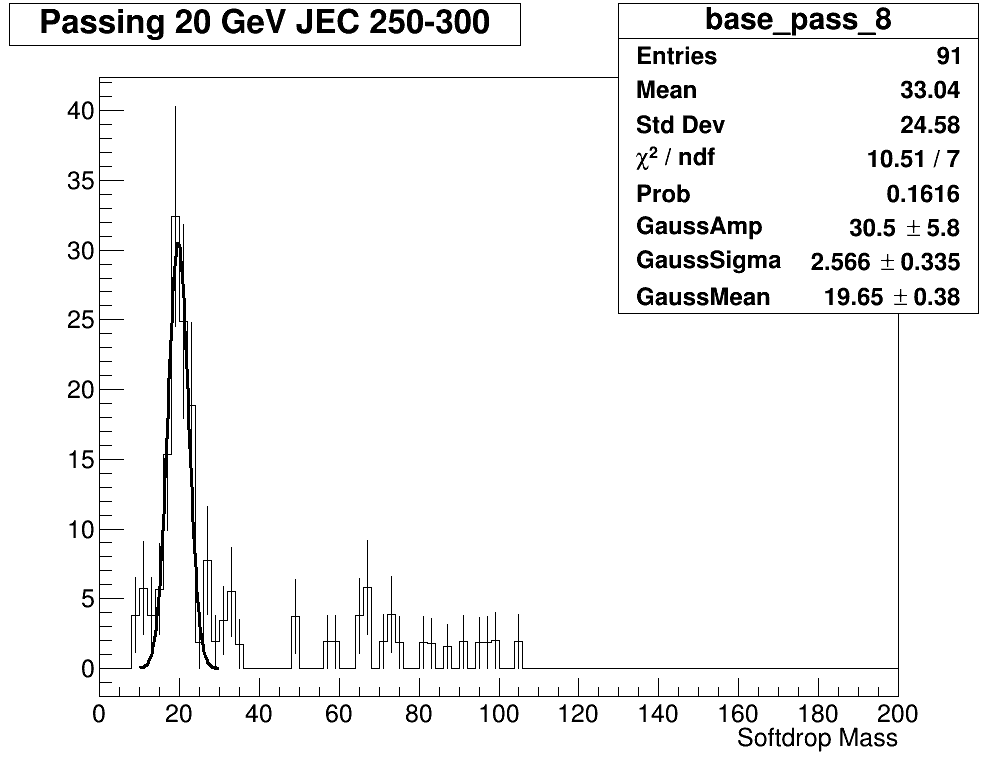 Passing 20 GeV JEC 250-300
base_pass_8
Entries 91
Mean 33.04
Std Dev 24.58
χ² / ndf 10.51 / 7
Prob 0.1616
GaussAmp 30.5 ± 5.8
GaussSigma 2.566 ± 0.335
GaussMean 19.65 ± 0.38
40
35
30
25
20
15
10
5
0
0 20 40 60 80 100 120 140 160 180 200
Softdrop Mass